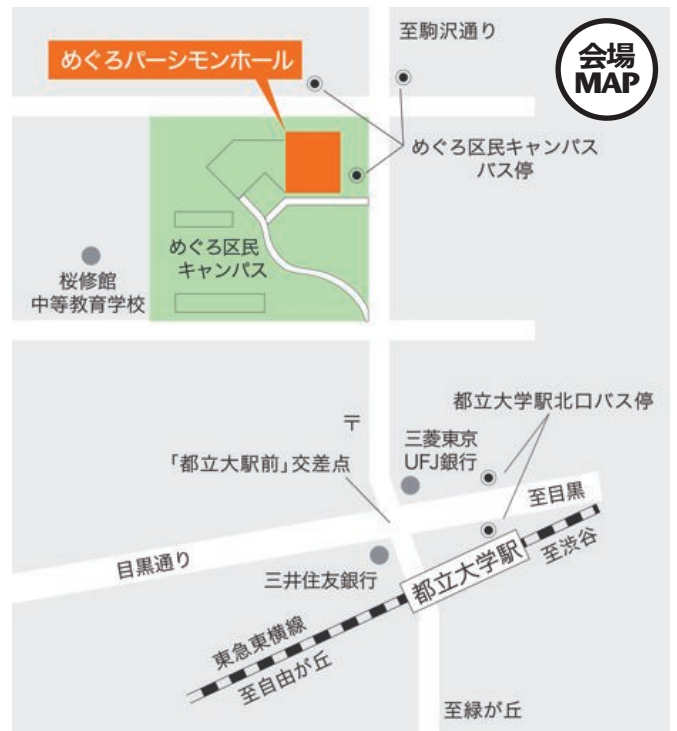 至駒沢通り
会場
MAP
めぐろパーシモンホール
めぐろ区民キャンパス
バス停
めぐろ区民
キャンパス
桜修館
中等教育学校
都立大学駅北口バス停
〒
三菱東京
UFJ銀行
「都立大駅前」交差点
至目黒
目黒通り
三井住友銀行
都立大学駅
至渋谷
東急東横線
至自由が丘
至緑が丘